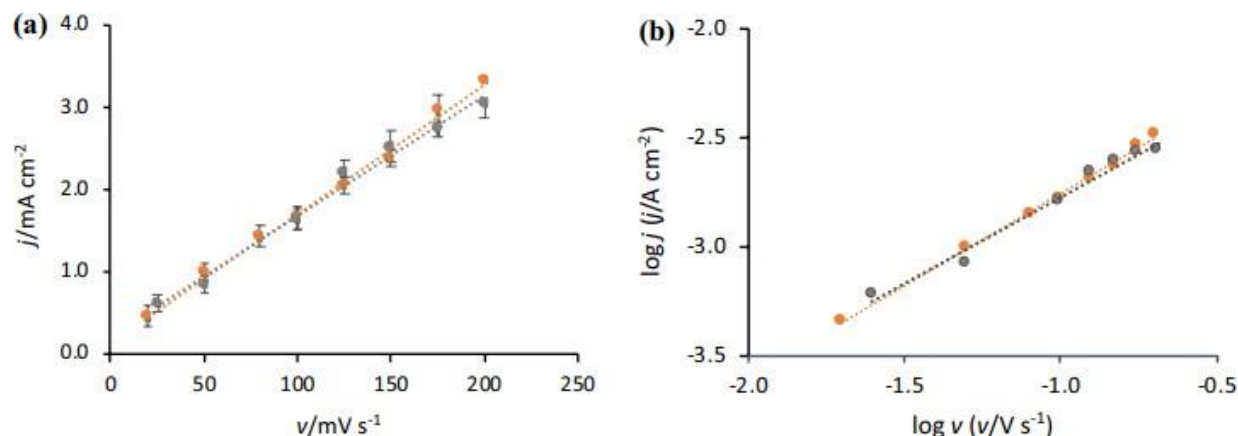 (a)
4.0
3.0
2.0
1.0
0.0
j/mA cm⁻²
0 50 100 150 200 250
v/mV s⁻¹
(b)
-2.0
-2.5
-3.0
-3.5
log j (j/A cm⁻²)
-2.0 -1.5 -1.0 -0.5
log v (v/V s⁻¹)